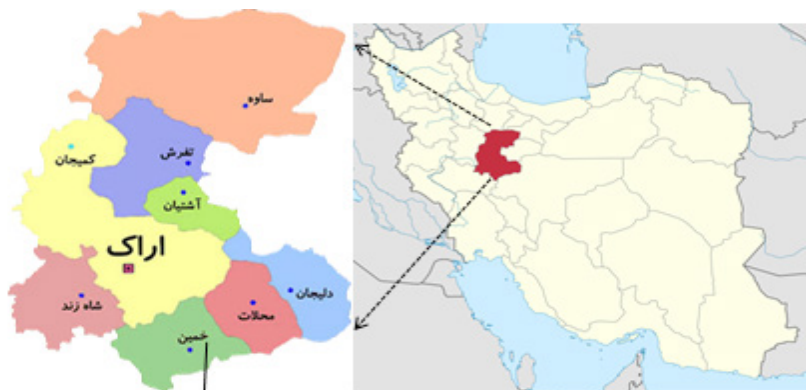 ساوه
کمیجان
تفرش
آشتیان
اراک
شاه زند
دلیجان
محلات
خمین